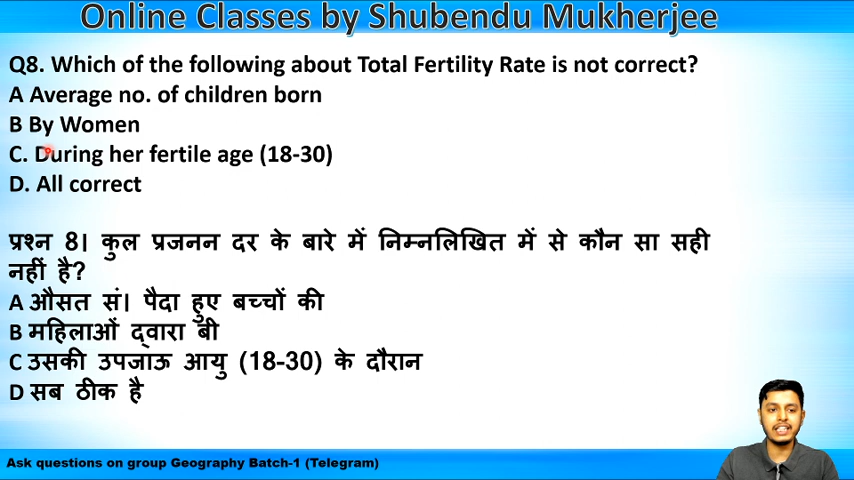 Online Classes by Shubendu Mukherjee
Q8. Which of the following about Total Fertility Rate is not correct?
A Average no. of children born
B By Women
C. During her fertile age (18-30)
D. All correct
प्रश्न 8। कुल प्रजनन दर के बारे में निम्नलिखित में से कौन सा सही
नहीं है?
A औसत सं। पैदा हुए बच्चों की
B महिलाओं द्वारा बी
C उसकी उपजाऊ आयु (18-30) के दौरान
D सब ठीक है
Ask questions on group Geography Batch-1 (Telegram)